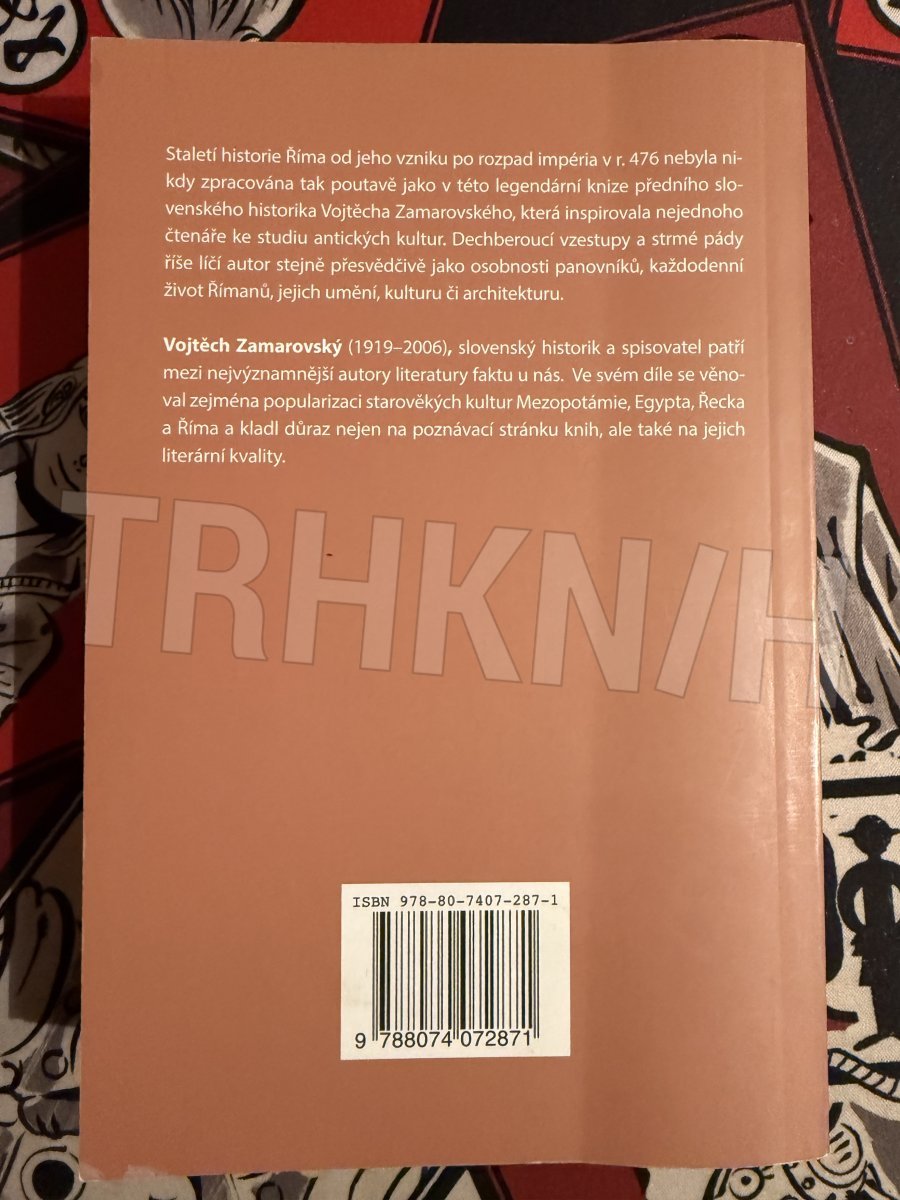 Staletí historie Říma od jeho vzniku po rozpad impéria v r. 476 nebyla ni-
kdy zpracována tak poutavě jako v této legendární knize předního slo-
venského historika Vojtěcha Zamarovského, která inspirovala nejednoho
čtenáře ke studiu antických kultur. Dechberoucí vzestupy a strmé pády
říše líčí autor stejně přesvědčivě jako osobnosti panovníků, každodenní
život Římanů, jejich umění, kulturu či architekturu.
Vojtěch Zamarovský (1919–2006), slovenský historik a spisovatel patří
mezi nejvýznamnější autory literatury faktu u nás. Ve svém díle se věno-
val zejména popularizaci starověkých kultur Mezopotámie, Egypta, Řecka
a Říma a kladl důraz nejen na poznávací stránku knih, ale také na jejich
literární kvality.
TRHKN/H
ISBN 978-80-7407-287-1
9 788074 072871